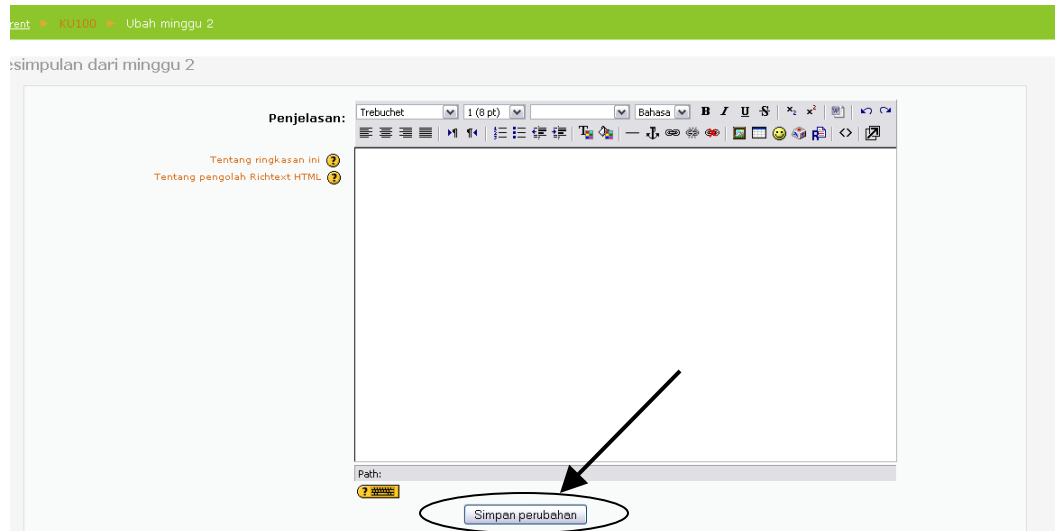 rent ► KU100 ► Ubah minggu 2
esimpulan dari minggu 2
Penjelasan:
Trebuchet 1 (8 pt) Bahasa B I U S
Tentang ringkasan ini ?
Tentang pengolah Richtext HTML ?
Path:
?
Simpan perubahan